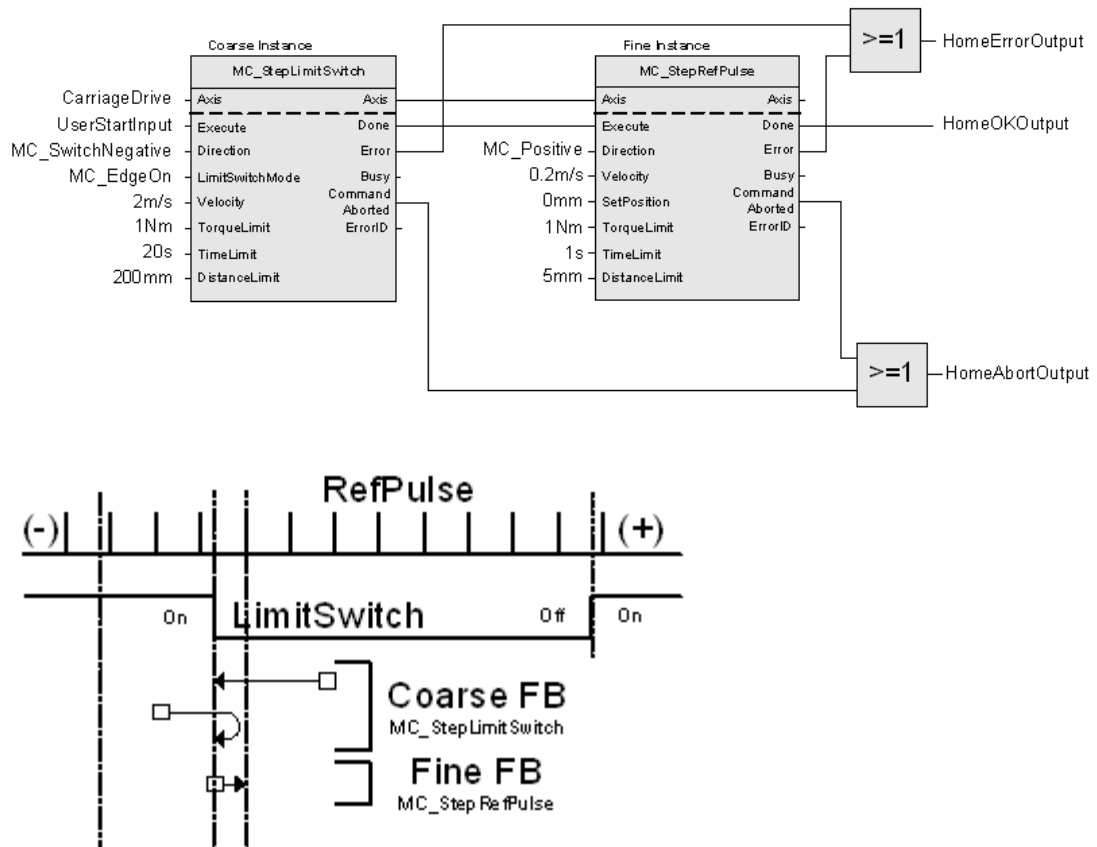 Coarse Instance
MC_StepLimitSwitch
CarriageDrive Axis Axis
UserStartInput Execute Done
MC_SwitchNegative Direction Error
MC_EdgeOn LimitSwitchMode Busy
2m/s Velocity Command Aborted
1Nm TorqueLimit ErrorID
20s TimeLimit
200mm DistanceLimit
Fine Instance
MC_StepRefPulse
Axis Axis
Execute Done
MC_Positive Direction Error
0.2m/s Velocity Busy
0mm SetPosition Command Aborted
1Nm TorqueLimit ErrorID
1s TimeLimit
5mm DistanceLimit
>=1 HomeErrorOutput
HomeOKOutput
>=1 HomeAbortOutput
RefPulse
(-) (+)
On LimitSwitch Off On
Coarse FB
MC_StepLimitSwitch
Fine FB
MC_StepRefPulse